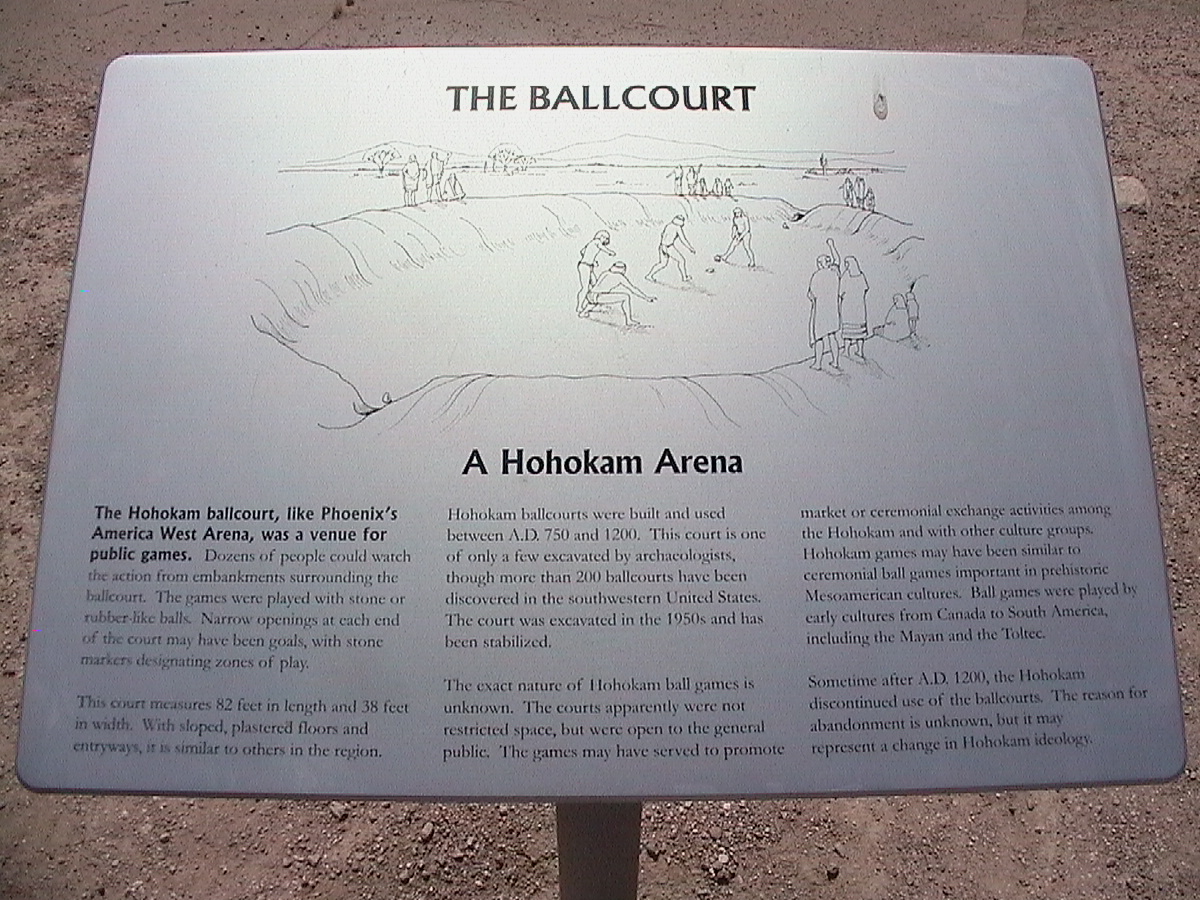 THE BALLCOURT
A Hohokam Arena
The Hohokam ballcourt, like Phoenix's
America West Arena, was a venue for
public games. Dozens of people could watch
the action from embankments surrounding the
ballcourt. The games were played with stone or
rubber-like balls. Narrow openings at each end
of the court may have been goals, with stone
markers designating zones of play.
This court measures 82 feet in length and 38 feet
in width. With sloped, plastered floors and
entryways, it is similar to others in the region.
Hohokam ballcourts were built and used
between A.D. 750 and 1200. This court is one
of only a few excavated by archaeologists,
though more than 200 ballcourts have been
discovered in the southwestern United States.
The court was excavated in the 1950s and has
been stabilized.
The exact nature of Hohokam ball games is
unknown. The courts apparently were not
restricted space, but were open to the general
public. The games may have served to promote
market or ceremonial exchange activities among
the Hohokam and with other culture groups.
Hohokam games may have been similar to
ceremonial ball games important in prehistoric
Mesoamerican cultures. Ball games were played by
early cultures from Canada to South America,
including the Mayan and the Toltec.
Sometime after A.D. 1200, the Hohokam
discontinued use of the ballcourts. The reason for
abandonment is unknown, but it may
represent a change in Hohokam ideology.